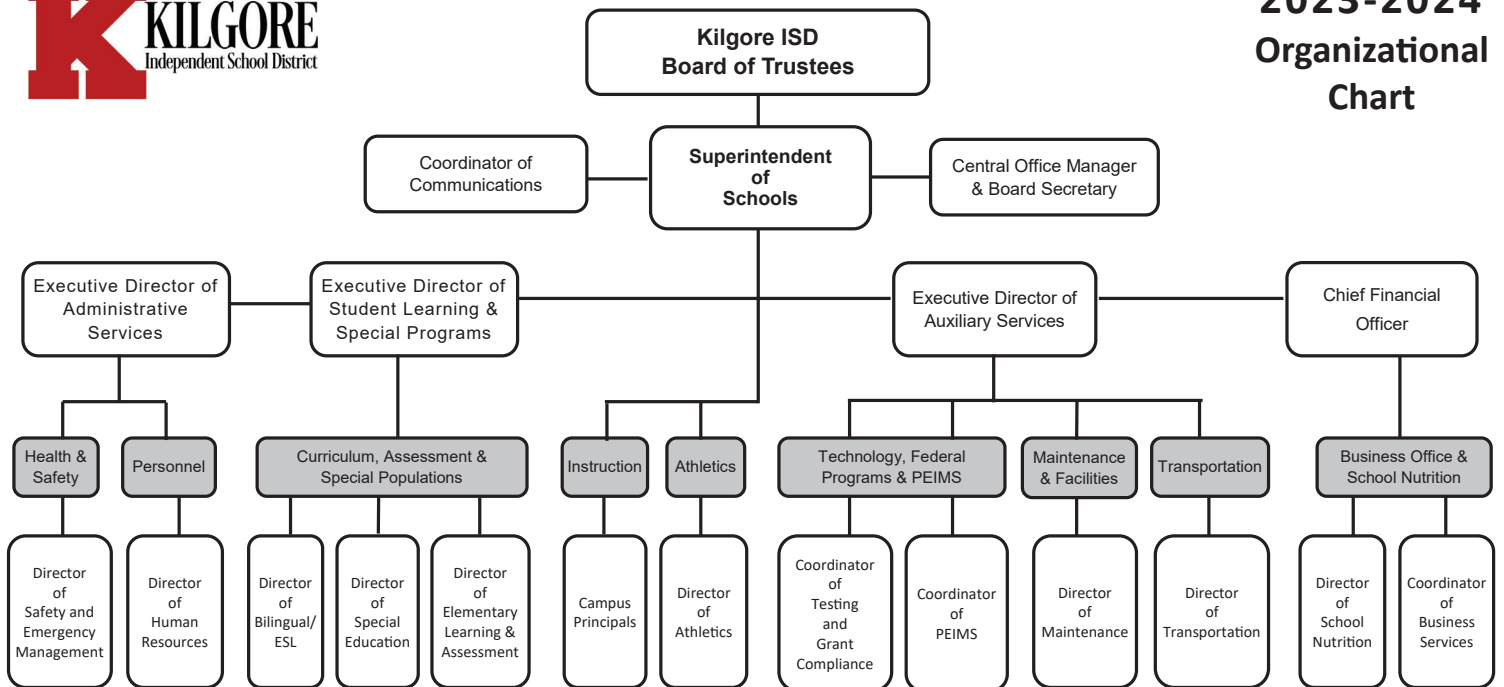 KILGORE
Independent School District
2023-2024
Organizational
Chart
Kilgore ISD
Board of Trustees
Coordinator of
Communications
Superintendent
of
Schools
Central Office Manager
& Board Secretary
Executive Director of
Administrative
Services
Executive Director of
Student Learning &
Special Programs
Executive Director of
Auxiliary Services
Chief Financial
Officer
Health &
Safety
Personnel
Curriculum, Assessment &
Special Populations
Instruction
Athletics
Technology, Federal
Programs & PEIMS
Maintenance
& Facilities
Transportation
Business Office &
School Nutrition
Director
of
Safety and
Emergency
Management
Director
of
Human
Resources
Director
of
Bilingual/
ESL
Director
of
Special
Education
Director
of
Elementary
Learning &
Assessment
Campus
Principals
Director
of
Athletics
Coordinator
of
Testing
and
Grant
Compliance
Coordinator
of
PEIMS
Director
of
Maintenance
Director
of
Transportation
Director
of
School
Nutrition
Coordinator
of
Business
Services